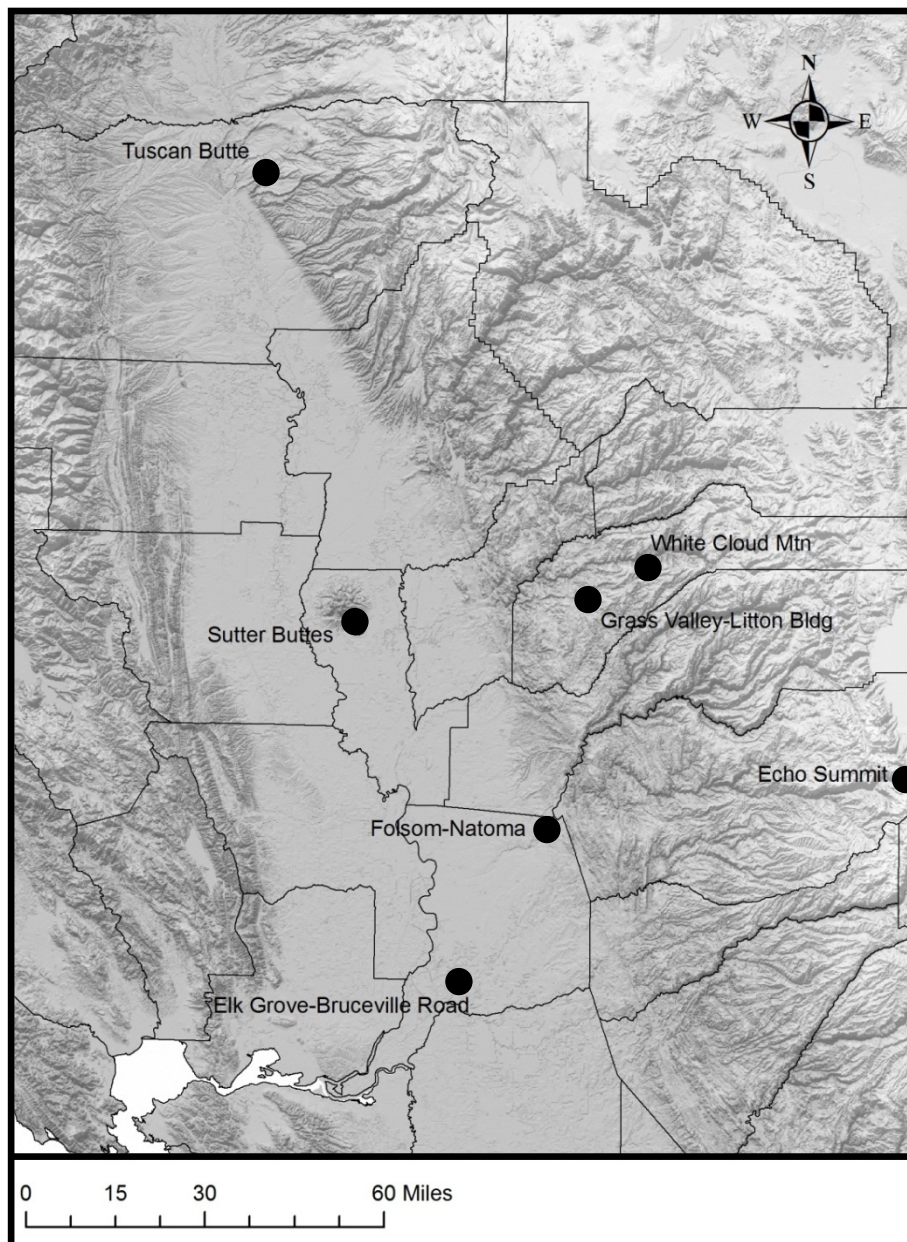 N
W E
S
Tuscan Butte
White Cloud Mtn
Grass Valley-Litton Bldg
Sutter Buttes
Echo Summit
Folsom-Natoma
Elk Grove-Bruceville Road
0 15 30 60 Miles